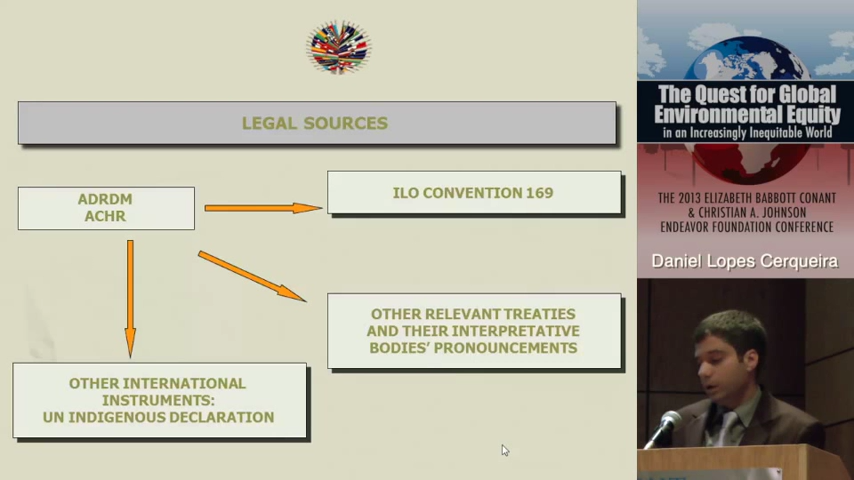 LEGAL SOURCES
ADRDM
ACHR
ILO CONVENTION 169
OTHER RELEVANT TREATIES
AND THEIR INTERPRETATIVE
BODIES' PRONOUNCEMENTS
OTHER INTERNATIONAL
INSTRUMENTS:
UN INDIGENOUS DECLARATION
The Quest for Global
Environmental Equity
in an Increasingly Inequitable World
THE 2013 ELIZABETH BABBOTT CONANT
& CHRISTIAN A. JOHNSON
ENDEAVOR FOUNDATION CONFERENCE
Daniel Lopes Cerqueira